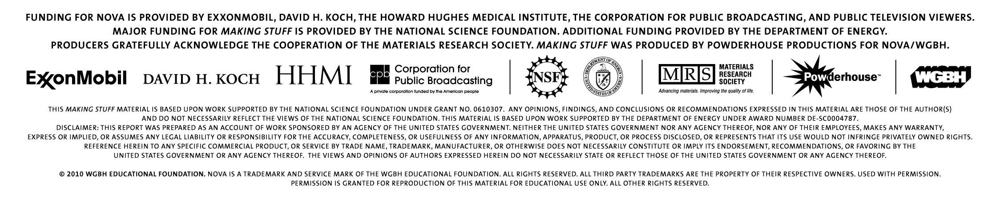 FUNDING FOR NOVA IS PROVIDED BY EXXONMOBIL, DAVID H. KOCH, THE HOWARD HUGHES MEDICAL INSTITUTE, THE CORPORATION FOR PUBLIC BROADCASTING, AND PUBLIC TELEVISION VIEWERS.
MAJOR FUNDING FOR MAKING STUFF IS PROVIDED BY THE NATIONAL SCIENCE FOUNDATION. ADDITIONAL FUNDING PROVIDED BY THE DEPARTMENT OF ENERGY.
PRODUCERS GRATEFULLY ACKNOWLEDGE THE COOPERATION OF THE MATERIALS RESEARCH SOCIETY. MAKING STUFF WAS PRODUCED BY POWDERHOUSE PRODUCTIONS FOR NOVA/WGBH.
ExxonMobil
DAVID H. KOCH
HHMI
cpb
Corporation for
Public Broadcasting
A private corporation funded by the American people
NSF
DEPARTMENT OF ENERGY
UNITED STATES OF AMERICA
MRS
MATERIALS
RESEARCH
SOCIETY
Advancing materials. Improving the quality of life.
Powderhouse™
WGBH
THIS MAKING STUFF MATERIAL IS BASED UPON WORK SUPPORTED BY THE NATIONAL SCIENCE FOUNDATION UNDER GRANT NO. 0610307. ANY OPINIONS, FINDINGS, AND CONCLUSIONS OR RECOMMENDATIONS EXPRESSED IN THIS MATERIAL ARE THOSE OF THE AUTHOR(S)
AND DO NOT NECESSARILY REFLECT THE VIEWS OF THE NATIONAL SCIENCE FOUNDATION. THIS MATERIAL IS BASED UPON WORK SUPPORTED BY THE DEPARTMENT OF ENERGY UNDER AWARD NUMBER DE-SC0004787.
DISCLAIMER: THIS REPORT WAS PREPARED AS AN ACCOUNT OF WORK SPONSORED BY AN AGENCY OF THE UNITED STATES GOVERNMENT. NEITHER THE UNITED STATES GOVERNMENT NOR ANY AGENCY THEREOF, NOR ANY OF THEIR EMPLOYEES, MAKES ANY WARRANTY,
EXPRESS OR IMPLIED, OR ASSUMES ANY LEGAL LIABILITY OR RESPONSIBILITY FOR THE ACCURACY, COMPLETENESS, OR USEFULNESS OF ANY INFORMATION, APPARATUS, PRODUCT, OR PROCESS DISCLOSED, OR REPRESENTS THAT ITS USE WOULD NOT INFRINGE PRIVATELY OWNED RIGHTS.
REFERENCE HEREIN TO ANY SPECIFIC COMMERCIAL PRODUCT, OR SERVICE BY TRADE NAME, TRADEMARK, MANUFACTURER, OR OTHERWISE DOES NOT NECESSARILY CONSTITUTE OR IMPLY ITS ENDORSEMENT, RECOMMENDATIONS, OR FAVORING BY THE
UNITED STATES GOVERNMENT OR ANY AGENCY THEREOF. THE VIEWS AND OPINIONS OF AUTHORS EXPRESSED HEREIN DO NOT NECESSARILY STATE OR REFLECT THOSE OF THE UNITED STATES GOVERNMENT OR ANY AGENCY THEREOF.
© 2010 WGBH EDUCATIONAL FOUNDATION. NOVA IS A TRADEMARK AND SERVICE MARK OF THE WGBH EDUCATIONAL FOUNDATION. ALL RIGHTS RESERVED. ALL THIRD PARTY TRADEMARKS ARE THE PROPERTY OF THEIR RESPECTIVE OWNERS. USED WITH PERMISSION.
PERMISSION IS GRANTED FOR REPRODUCTION OF THIS MATERIAL FOR EDUCATIONAL USE ONLY. ALL OTHER RIGHTS RESERVED.